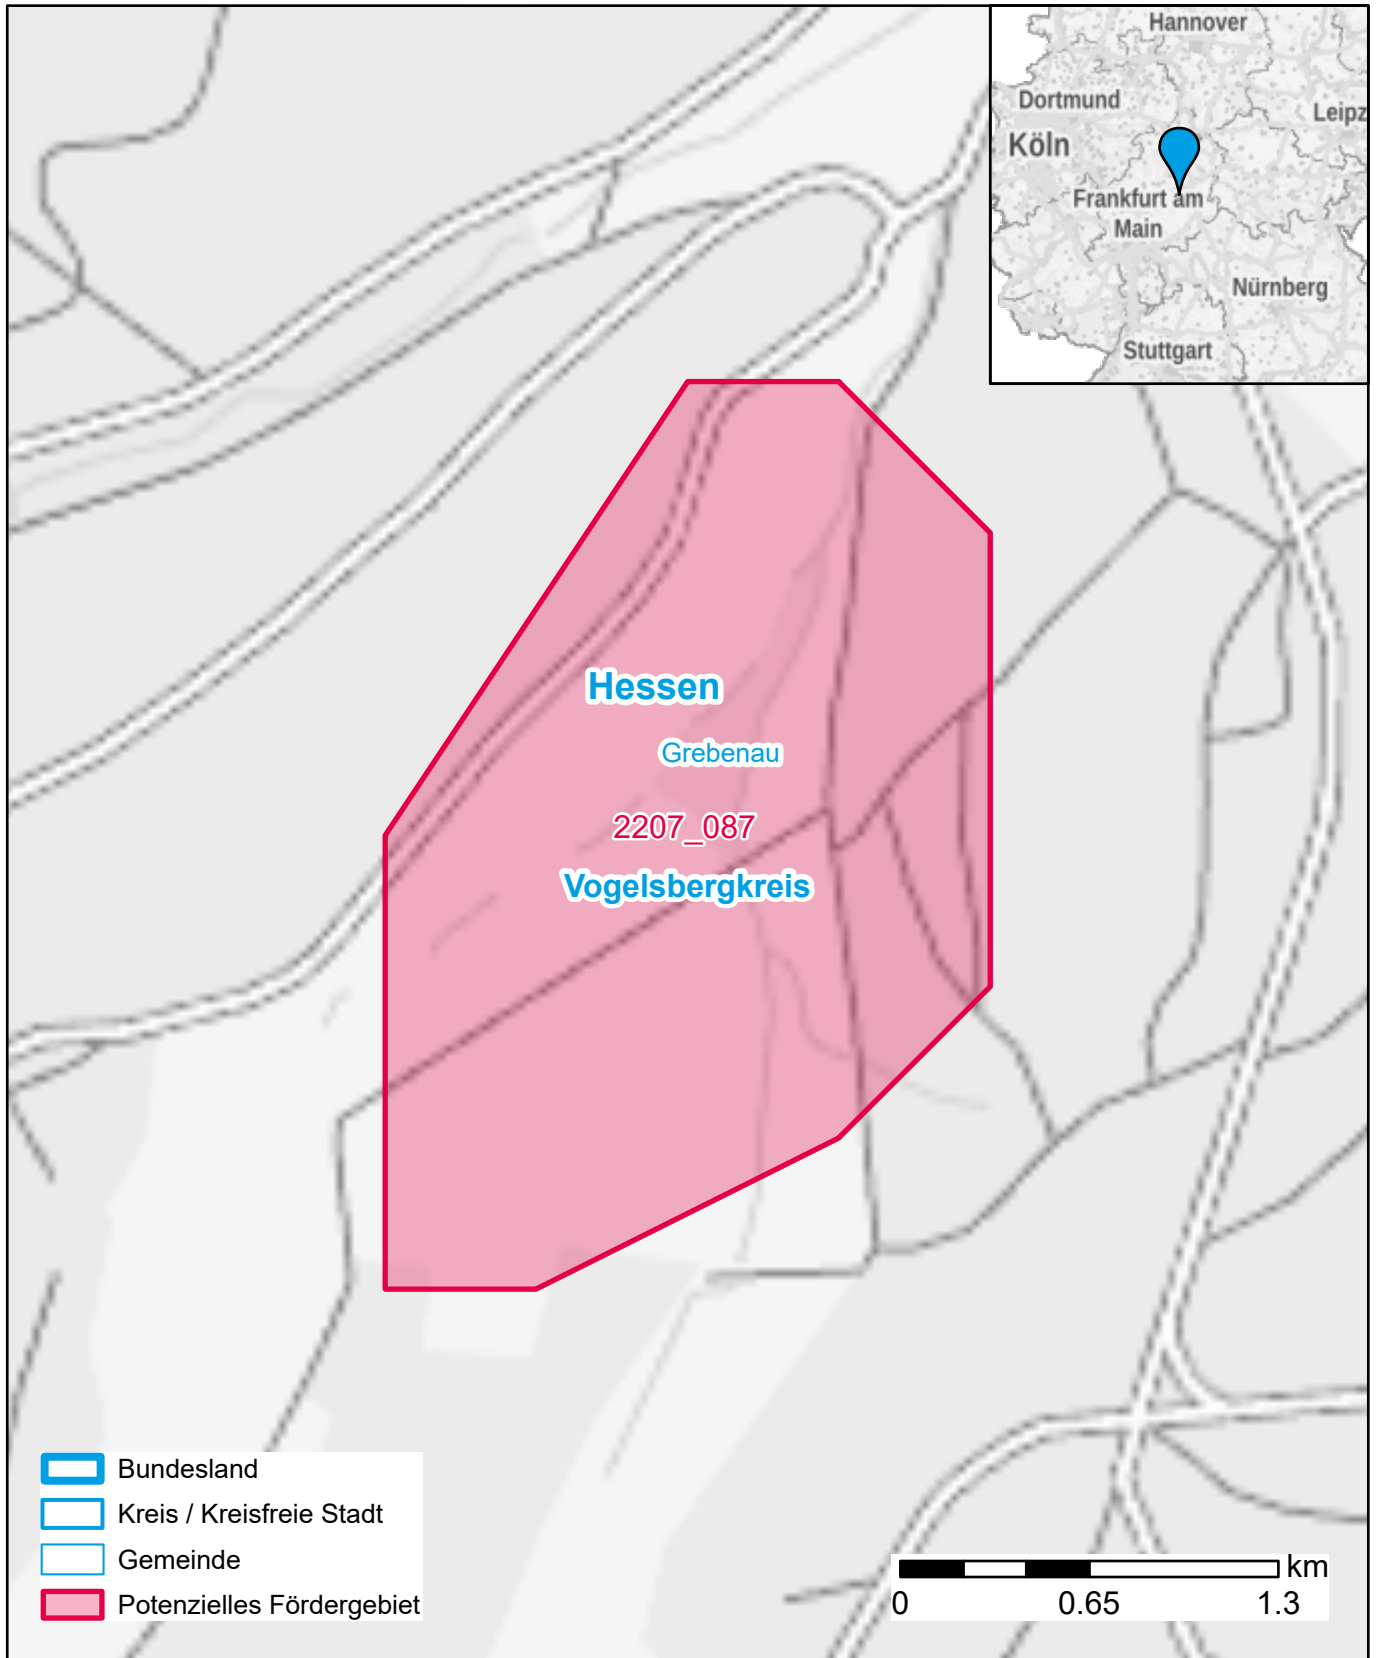 Hannover
Dortmund
Leipz
Köln
Frankfurt am
Main
Nürnberg
Stuttgart
Hessen
Grebenau
2207_087
Vogelsbergkreis
Bundesland
Kreis / Kreisfreie Stadt
Gemeinde
Potenzielles Fördergebiet
km
0 0.65 1.3